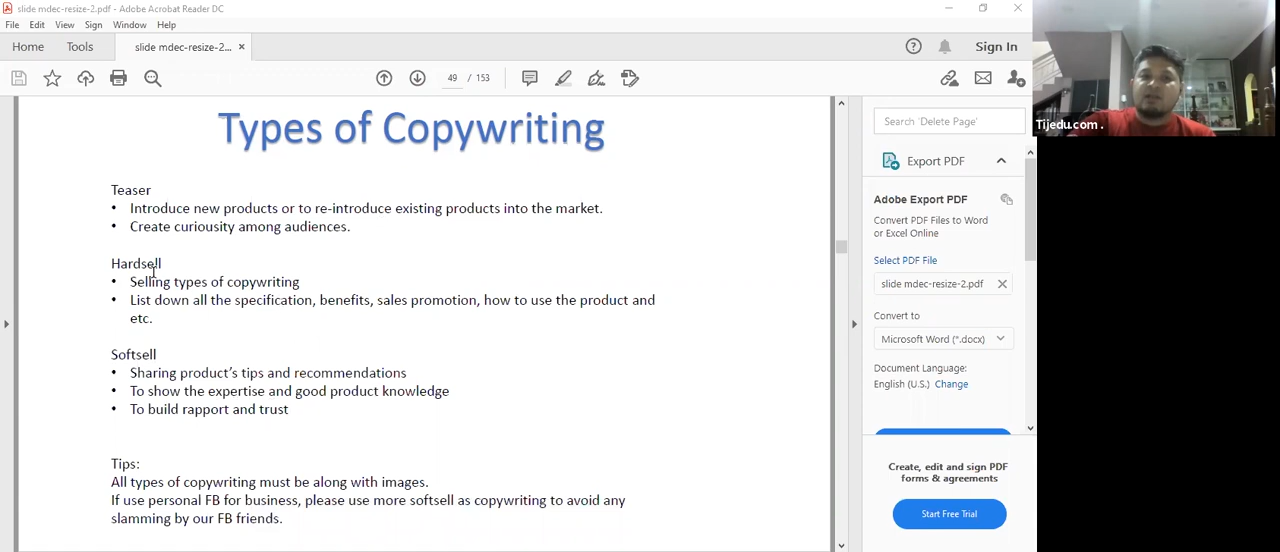 slide mdec-resize-2.pdf - Adobe Acrobat Reader DC
File Edit View Sign Window Help
Home Tools slide mdec-resize-2... × Sign In
49 / 153
Types of Copywriting
Teaser
• Introduce new products or to re-introduce existing products into the market.
• Create curiousity among audiences.
Hardsell
• Selling types of copywriting
• List down all the specification, benefits, sales promotion, how to use the product and
etc.
Softsell
• Sharing product's tips and recommendations
• To show the expertise and good product knowledge
• To build rapport and trust
Tips:
All types of copywriting must be along with images.
If use personal FB for business, please use more softsell as copywriting to avoid any
slamming by our FB friends.
Search 'Delete Page'
Export PDF
Adobe Export PDF
Convert PDF Files to Word
or Excel Online
Select PDF File
slide mdec-resize-2.pdf
Convert to
Microsoft Word (*.docx)
Document Language:
English (U.S.) Change
Create, edit and sign PDF
forms & agreements
Start Free Trial
Tijedu.com .